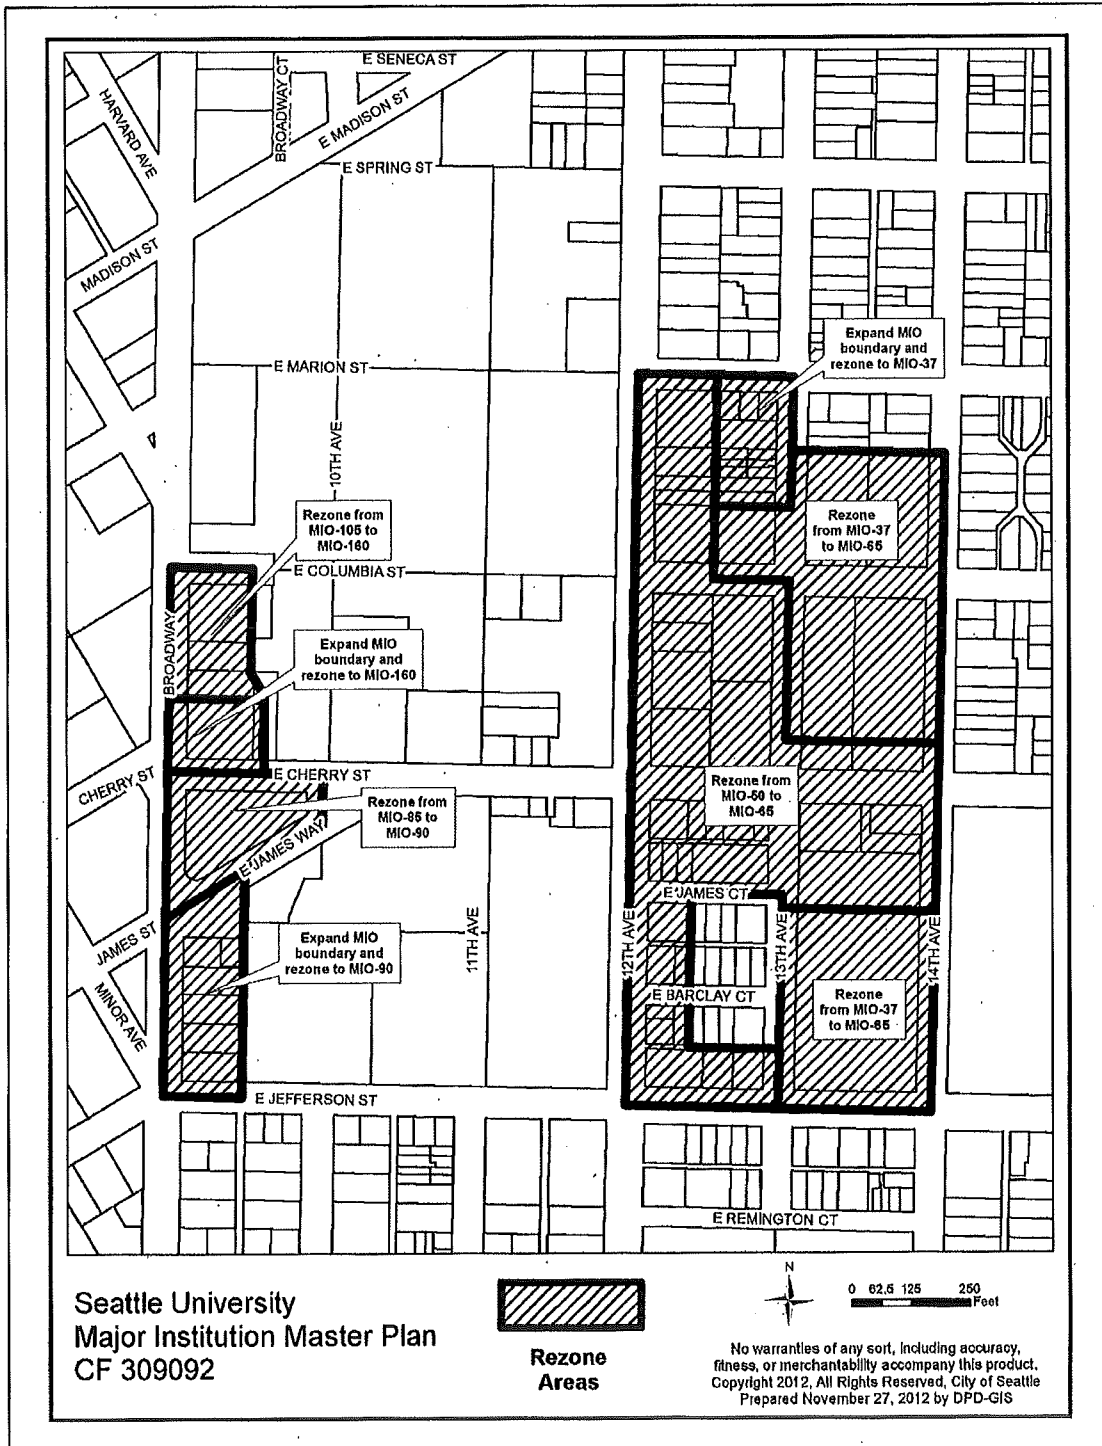 E SENECA ST
BROADWAY CT
HARVARD AVE
E MADISON ST
E SPRING ST
MADISON ST
Expand MIO
boundary and
rezone to MIO-37
E MARION ST
10TH AVE
Rezone from
MIO-105 to
MIO-160
Rezone
from MIO-37
to MIO-65
E COLUMBIA ST
BROADWAY
Expand MIO
boundary and
rezone to MIO-160
E CHERRY ST
CHERRY ST
Rezone from
MIO-50 to
MIO-65
Rezone from
MIO-65 to
MIO-90
E JAMES WAY
E JAMES CT
JAMES ST
Expand MIO
boundary and
rezone to MIO-90
11TH AVE
12TH AVE
13TH AVE
14TH AVE
MINOR AVE
E BARCLAY CT
Rezone
from MIO-37
to MIO-65
E JEFFERSON ST
E REMINGTON CT
Seattle University
Major Institution Master Plan
CF 309092
Rezone
Areas
N
0 62.5 125 250
Feet
No warranties of any sort, including accuracy,
fitness, or merchantability accompany this product.
Copyright 2012, All Rights Reserved, City of Seattle
Prepared November 27, 2012 by DPD-GIS